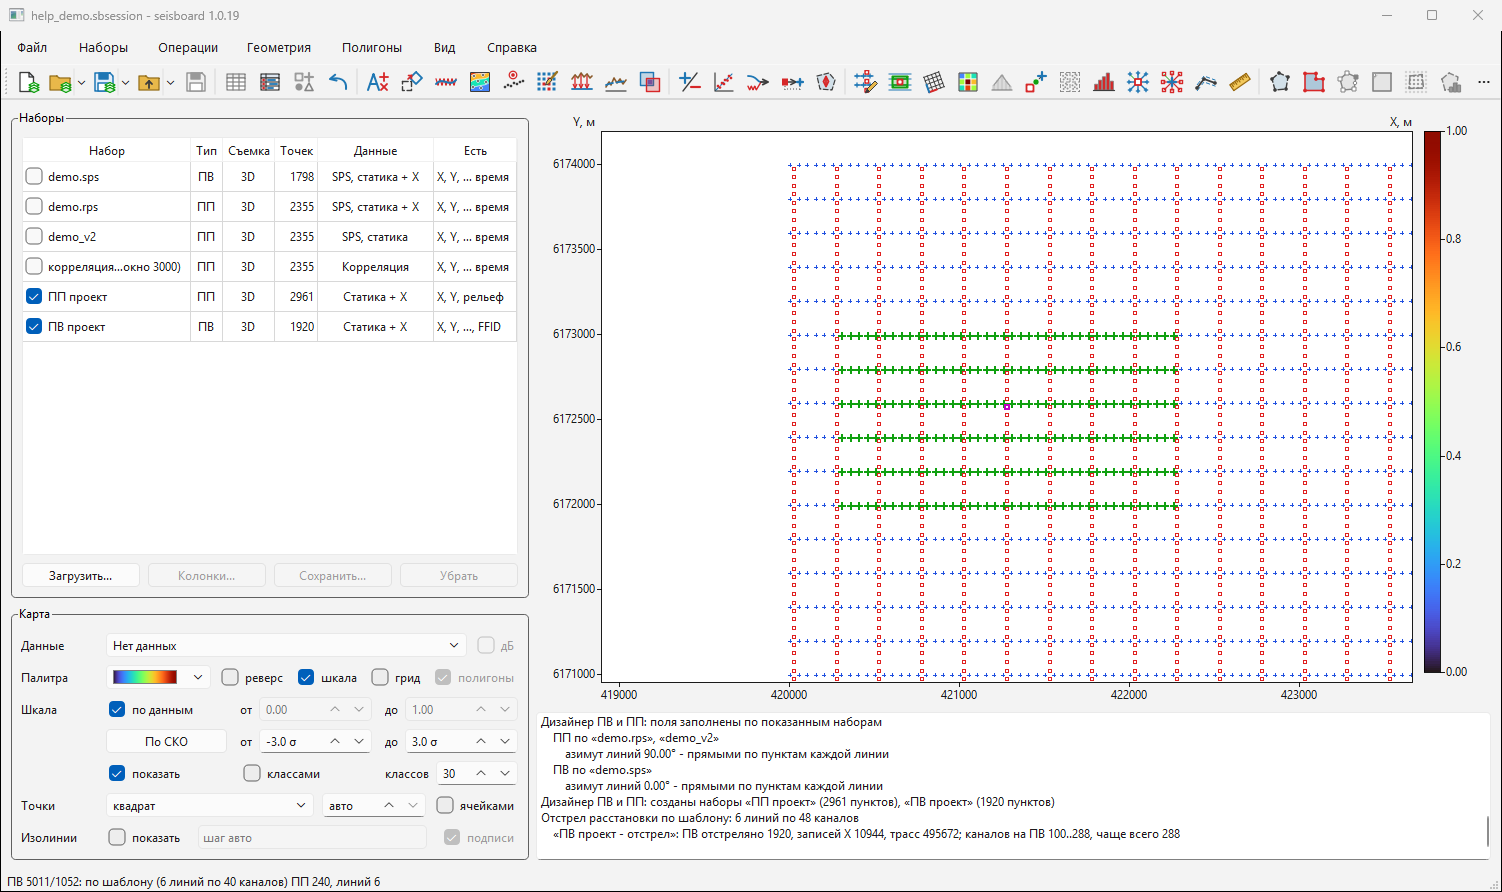 help_demo.sbsession - seisboard 1.0.19
Файл Наборы Операции Геометрия Полигоны Вид Справка
Наборы
Набор Тип Съемка Точек Данные Есть
demo.sps ПВ 3D 1798 SPS, статика + X X, Y, ... время
demo.rps ПП 3D 2355 SPS, статика + X X, Y, ... время
demo_v2 ПП 3D 2355 SPS, статика X, Y, ... время
корреляция...окно 3000) ПП 3D 2355 Корреляция X, Y, ... время
ПП проект ПП 3D 2961 Статика + X X, Y, рельеф
ПВ проект ПВ 3D 1920 Статика + X X, Y, ..., FFID
Загрузить... Колонки... Сохранить... Убрать
Карта
Данные Нет данных дБ
Палитра реверс шкала грид полигоны
Шкала по данным от 0.00 до 1.00
По СКО от -3.0 σ до 3.0 σ
показать классами классов 30
Точки квадрат авто ячейками
Изолинии показать шаг авто подписи
Y, м X, м
6174000
6173500
6173000
6172500
6172000
6171500
6171000
419000 420000 421000 422000 423000
1.00
0.8
0.6
0.4
0.2
0.00
Дизайнер ПВ и ПП: поля заполнены по показанным наборам
ПП по «demo.rps», «demo_v2»
азимут линий 90.00° - прямыми по пунктам каждой линии
ПВ по «demo.sps»
азимут линий 0.00° - прямыми по пунктам каждой линии
Дизайнер ПВ и ПП: созданы наборы «ПП проект» (2961 пунктов), «ПВ проект» (1920 пунктов)
Отстрел расстановки по шаблону: 6 линий по 48 каналов
«ПВ проект - отстрел»: ПВ отстреляно 1920, записей X 10944, трасс 495672; каналов на ПВ 100..288, чаще всего 288
ПВ 5011/1052: по шаблону (6 линий по 40 каналов) ПП 240, линий 6